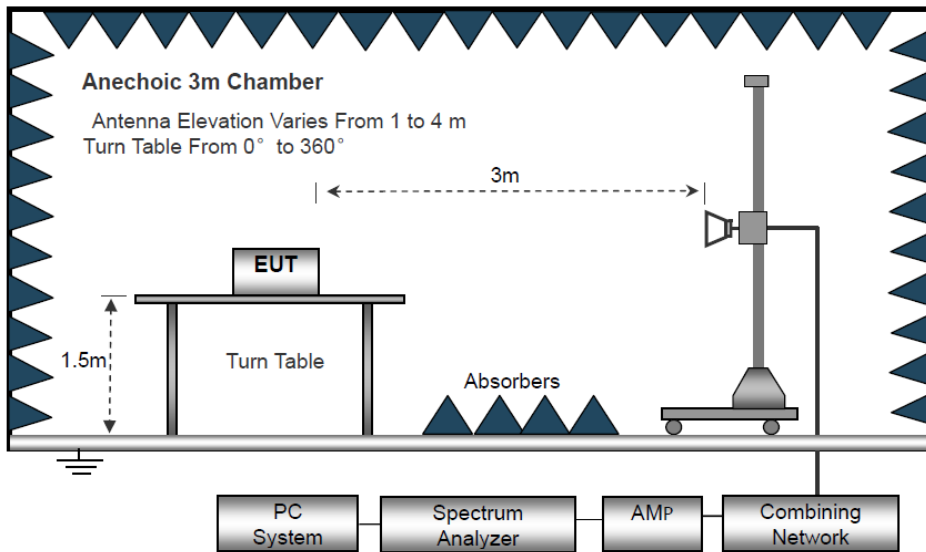 Anechoic 3m Chamber
Antenna Elevation Varies From 1 to 4 m
Turn Table From 0° to 360°
3m
EUT
1.5m
Turn Table
Absorbers
PC
System
Spectrum
Analyzer
AMP
Combining
Network